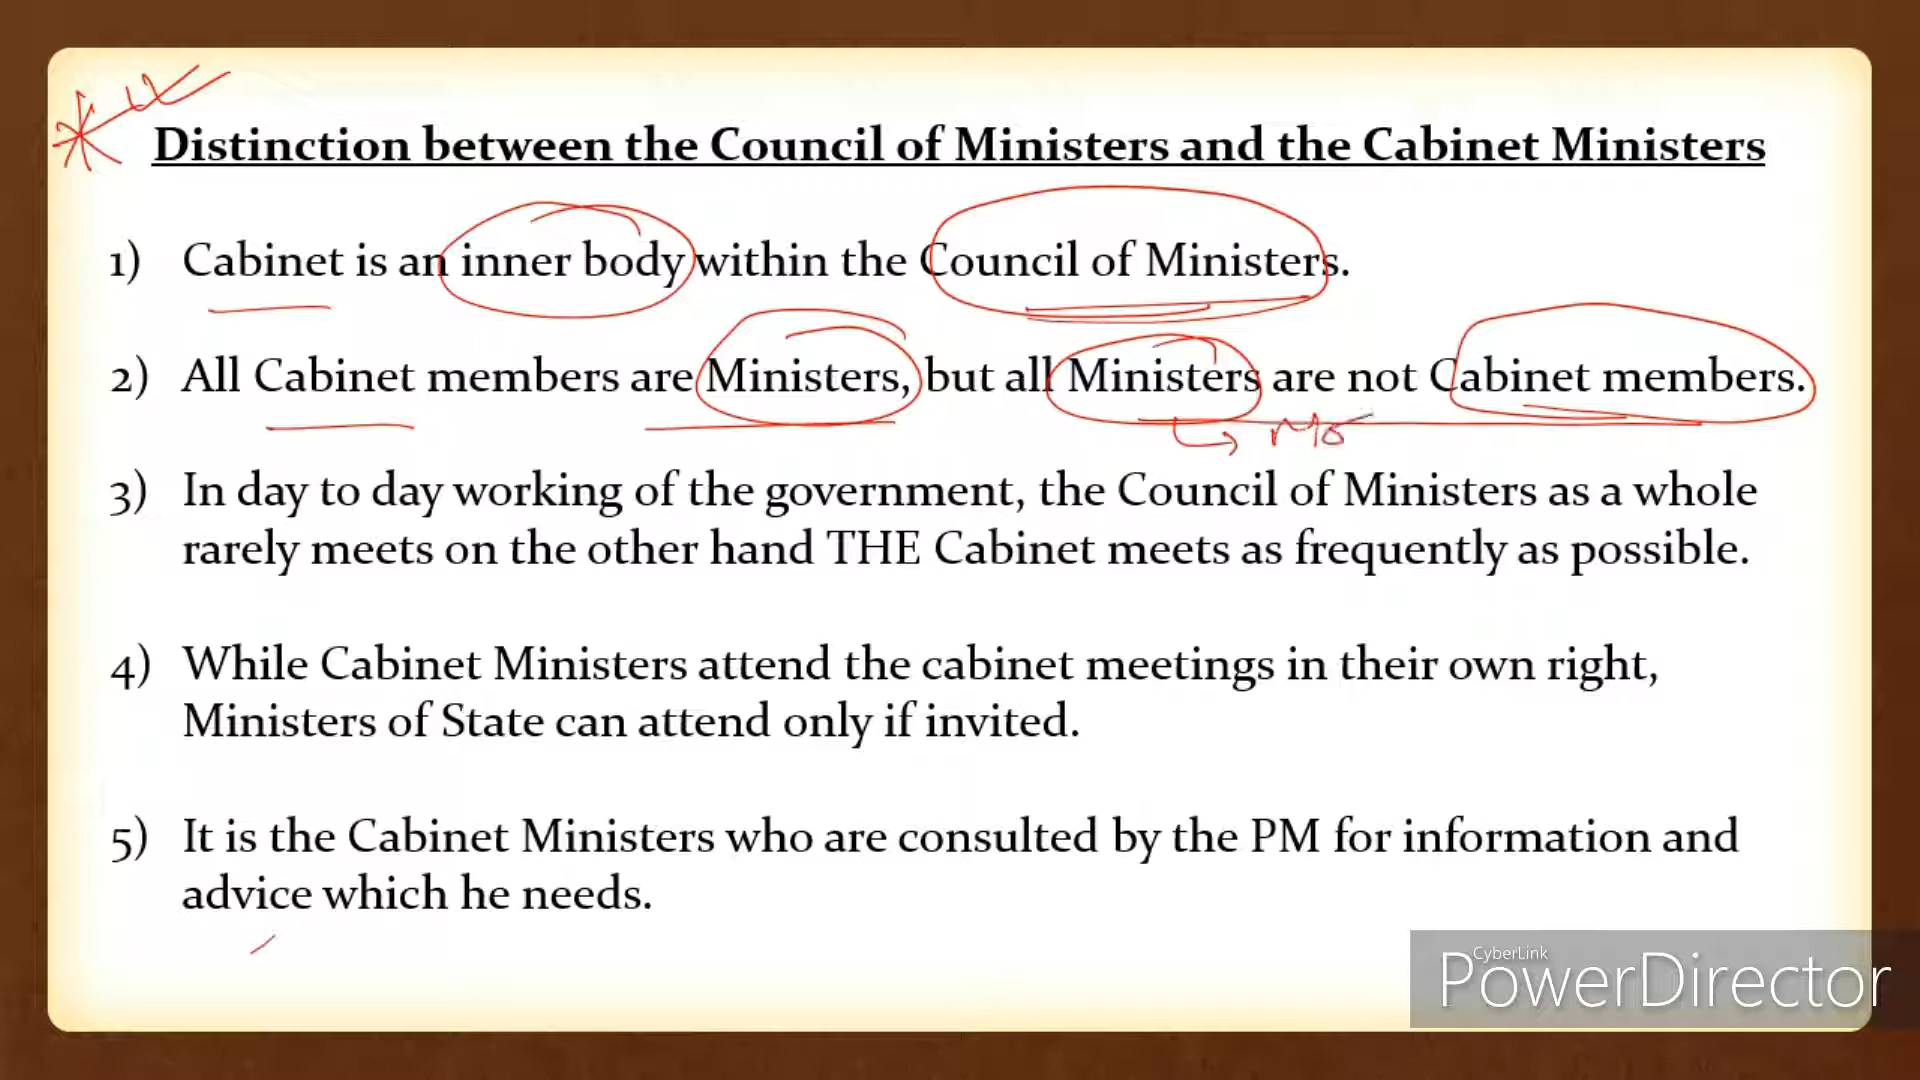 Distinction between the Council of Ministers and the Cabinet Ministers
1) Cabinet is an inner body within the Council of Ministers.
2) All Cabinet members are Ministers, but all Ministers are not Cabinet members.
3) In day to day working of the government, the Council of Ministers as a whole
rarely meets on the other hand THE Cabinet meets as frequently as possible.
4) While Cabinet Ministers attend the cabinet meetings in their own right,
Ministers of State can attend only if invited.
5) It is the Cabinet Ministers who are consulted by the PM for information and
advice which he needs.
CyberLink
PowerDirector